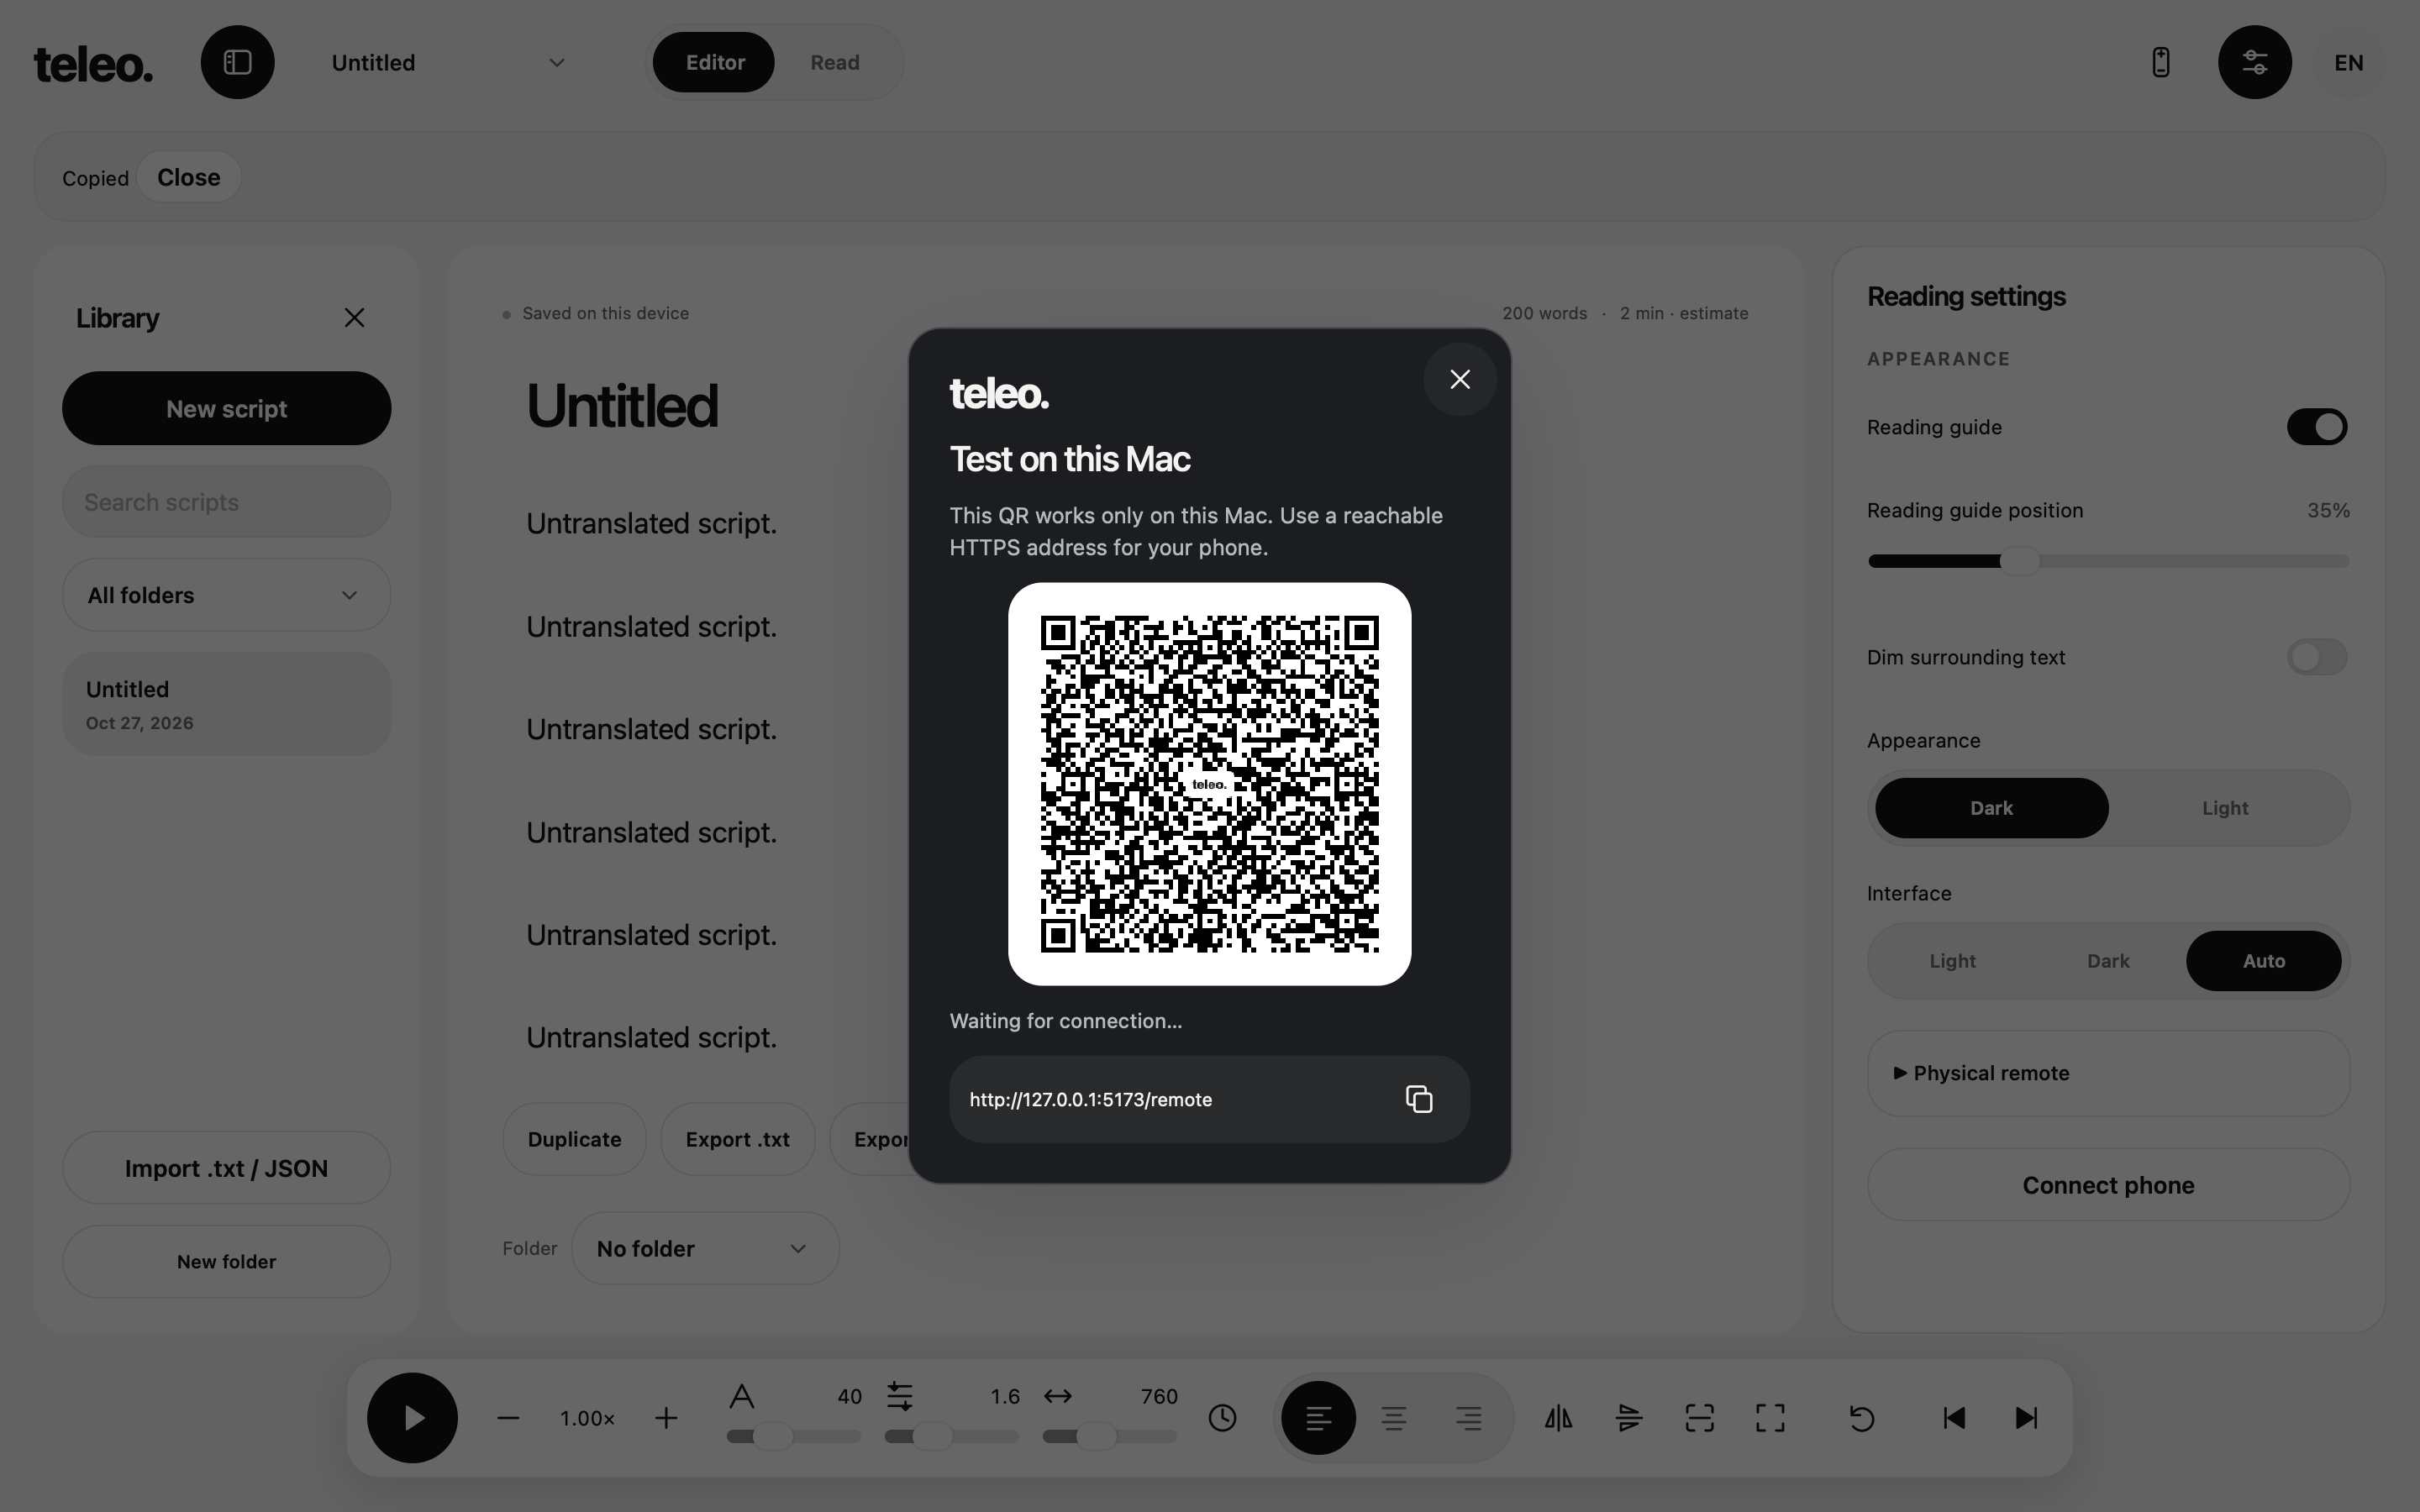 teleo.
Untitled
Editor
Read
EN
Copied
Close
Library
New script
Search scripts
All folders
Untitled
Oct 27, 2026
Import .txt / JSON
New folder
Saved on this device
200 words · 2 min · estimate
Untitled
Untranslated script.
Untranslated script.
Untranslated script.
Untranslated script.
Untranslated script.
Untranslated script.
Duplicate
Export .txt
Expor
Folder
No folder
teleo.
Test on this Mac
This QR works only on this Mac. Use a reachable
HTTPS address for your phone.
teleo.
Waiting for connection...
http://127.0.0.1:5173/remote
Reading settings
APPEARANCE
Reading guide
Reading guide position
35%
Dim surrounding text
Appearance
Dark
Light
Interface
Light
Dark
Auto
Physical remote
Connect phone
1.00×
40
1.6
760